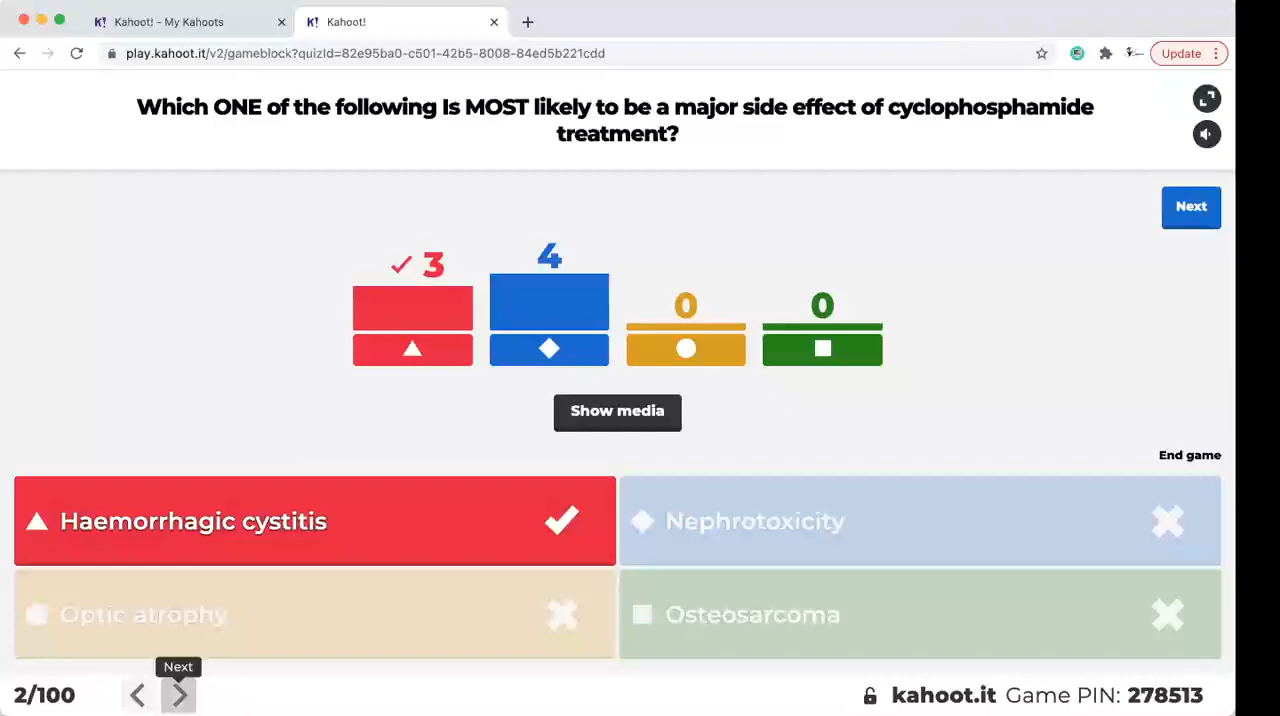 K! Kahoot! - My Kahoots
K! Kahoot!
play.kahoot.it/v2/gameblock?quizId=82e95ba0-c601-42b5-8008-84ed5b221cdd
Update
Which ONE of the following Is MOST likely to be a major side effect of cyclophosphamide
treatment?
Next
3
4
0
0
Show media
End game
Haemorrhagic cystitis
Nephrotoxicity
Optic atrophy
Osteosarcoma
Next
2/100
kahoot.it Game PIN: 278513